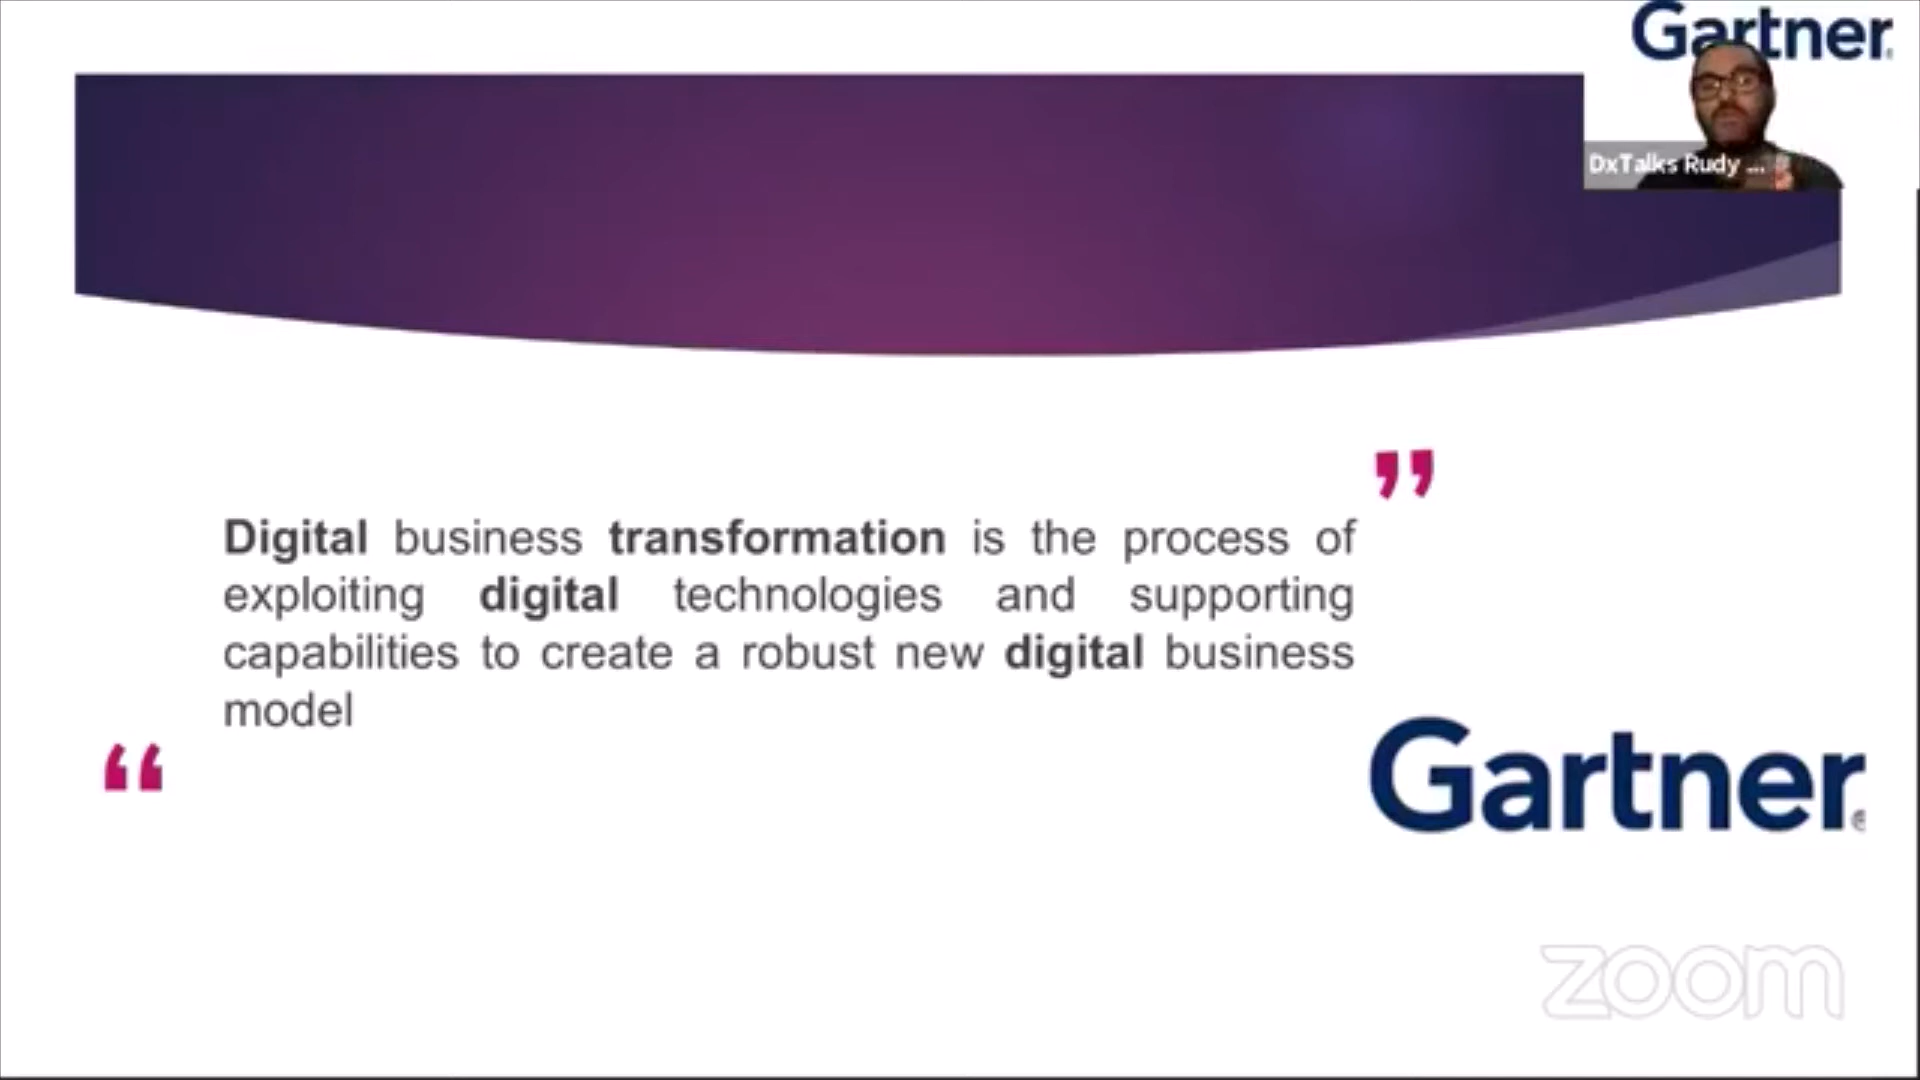 Gartner
DxTalks Rudy ...
”
Digital business transformation is the process of
exploiting digital technologies and supporting
capabilities to create a robust new digital business
model
“
Gartner®
zoom